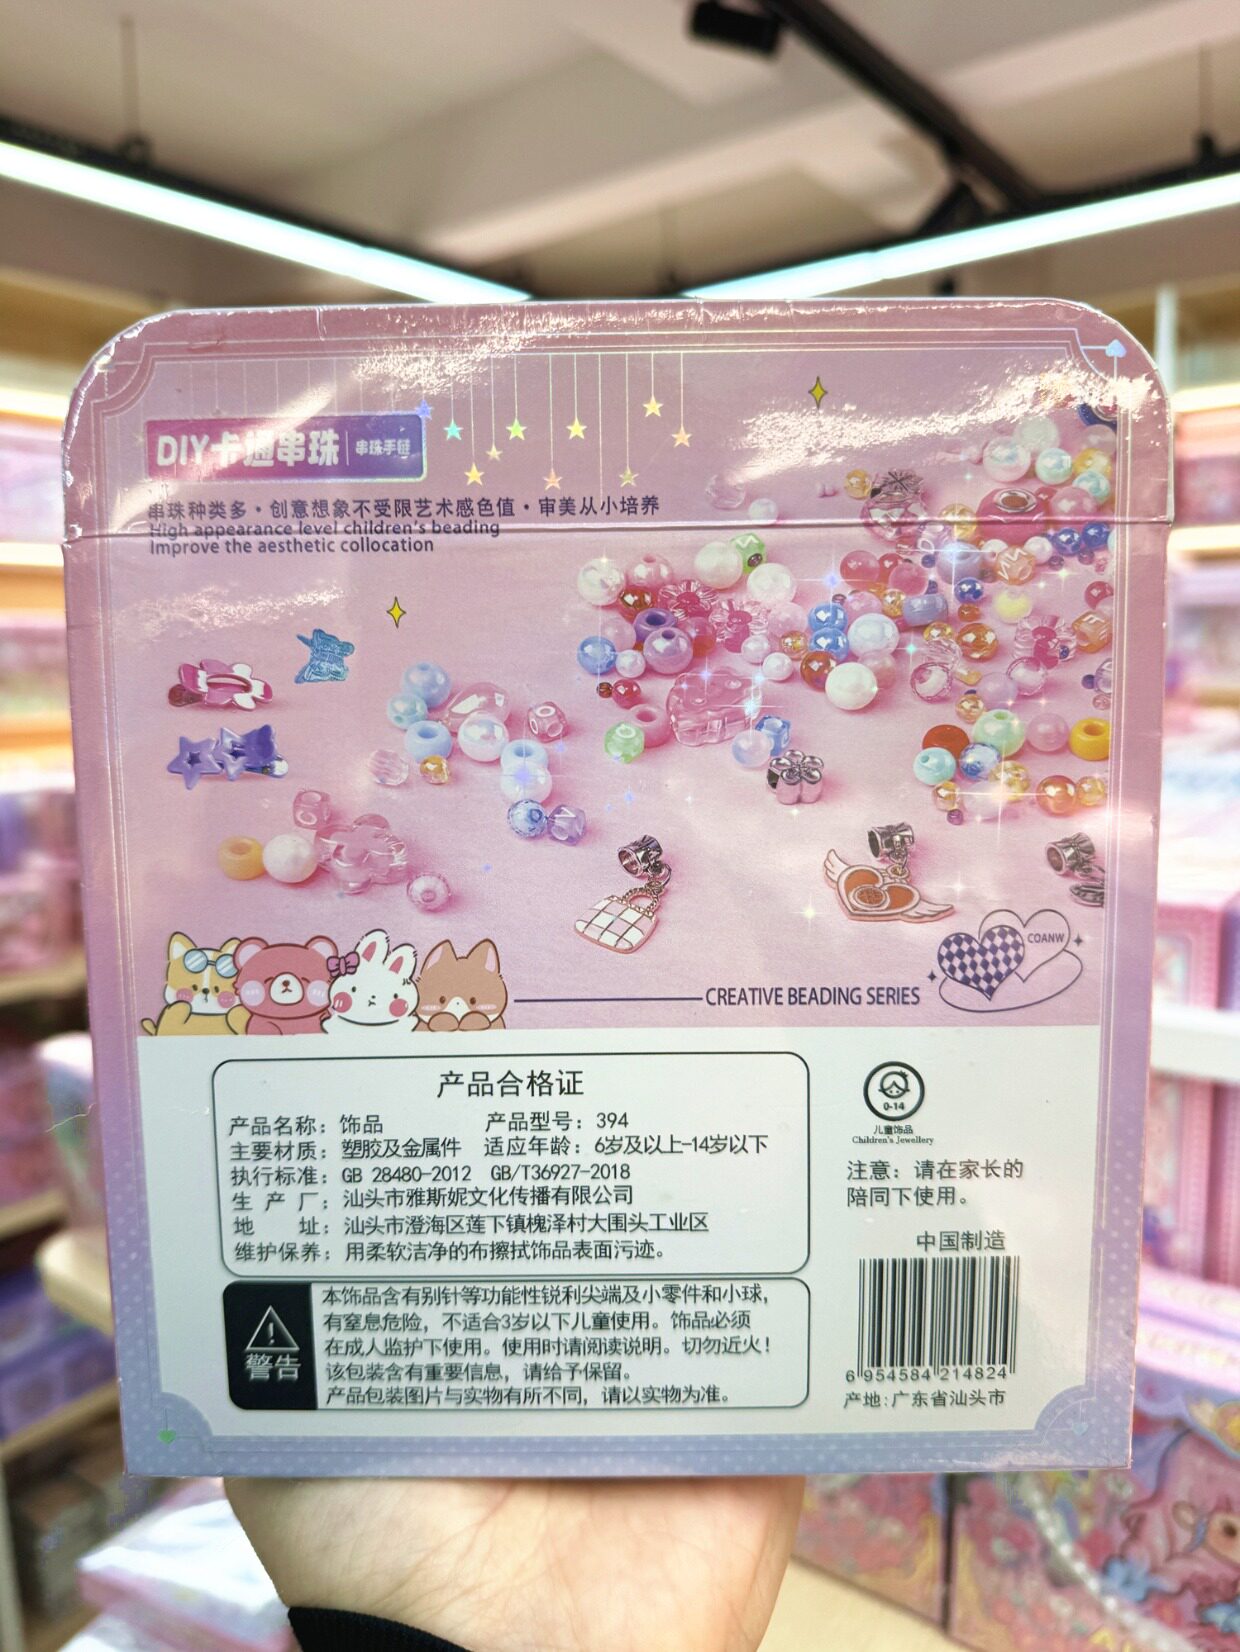 DIY卡通串珠 串珠手链
串珠种类多·创意想象不受限艺术感色值·审美从小培养
High appearance level children's beading
Improve the aesthetic collocation
COANW
CREATIVE BEADING SERIES
产品合格证
产品名称：饰品 产品型号：394
主要材质：塑胶及金属件 适应年龄：6岁及以上-14岁以下
执行标准：GB 28480-2012 GB/T36927-2018
生产厂：汕头市雅斯妮文化传播有限公司
地址：汕头市澄海区莲下镇槐泽村大围头工业区
维护保养：用柔软洁净的布擦拭饰品表面污迹。
警告
本饰品含有别针等功能性锐利尖端及小零件和小球，
有窒息危险，不适合3岁以下儿童使用。饰品必须
在成人监护下使用。使用时请阅读说明。切勿近火！
该包装含有重要信息，请给予保留。
产品包装图片与实物有所不同，请以实物为准。
0-14
儿童饰品
Children's Jewellery
注意：请在家长的
陪同下使用。
中国制造
6 954584 214824
产地:广东省汕头市